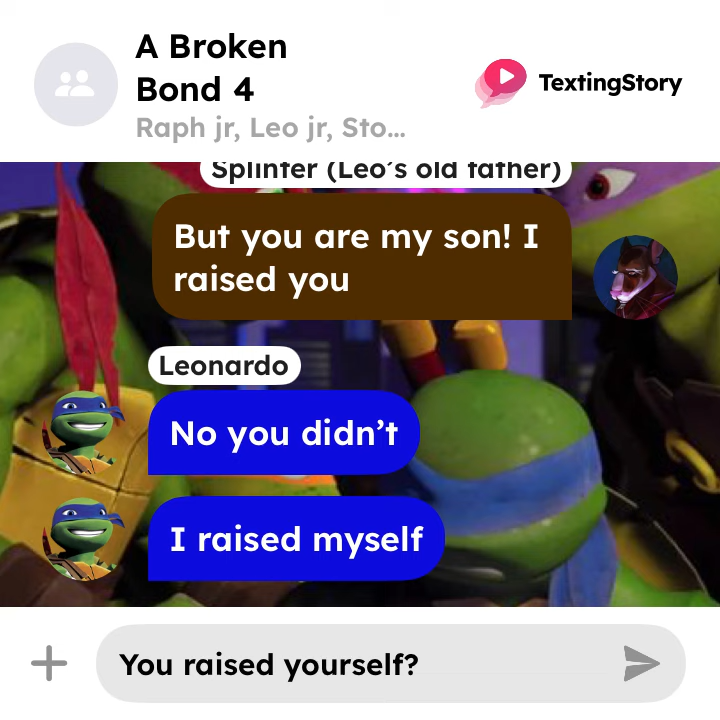 A Broken
Bond 4
TextingStory
Raph jr, Leo jr, Sto...
Splinter (Leo's old father)
But you are my son! I
raised you
Leonardo
No you didn't
I raised myself
You raised yourself?